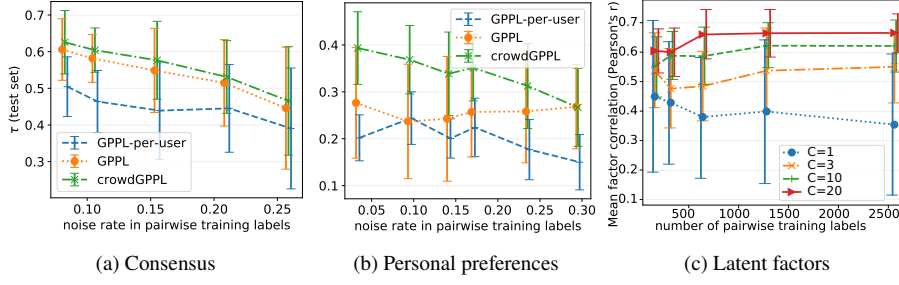 τ (test set)
0.7
0.6
0.5
0.4
0.3
0.10
0.15
0.20
0.25
noise rate in pairwise training labels
GPPL-per-user
GPPL
crowdGPPL
(a) Consensus
0.4
0.3
0.2
0.1
0.05
0.10
0.15
0.20
0.25
0.30
noise rate in pairwise training labels
GPPL-per-user
GPPL
crowdGPPL
(b) Personal preferences
Mean factor correlation (Pearson's r)
0.7
0.6
0.5
0.4
0.3
0.2
0.1
500
1000
1500
2000
2500
number of pairwise training labels
C=1
C=3
C=10
C=20
(c) Latent factors